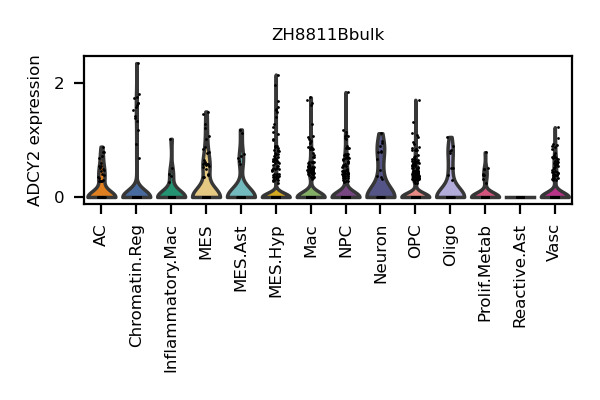 ZH8811Bbulk
ADCY2 expression
2
0
AC
Chromatin.Reg
Inflammatory.Mac
MES
MES.Ast
MES.Hyp
Mac
NPC
Neuron
OPC
Oligo
Prolif.Metab
Reactive.Ast
Vasc